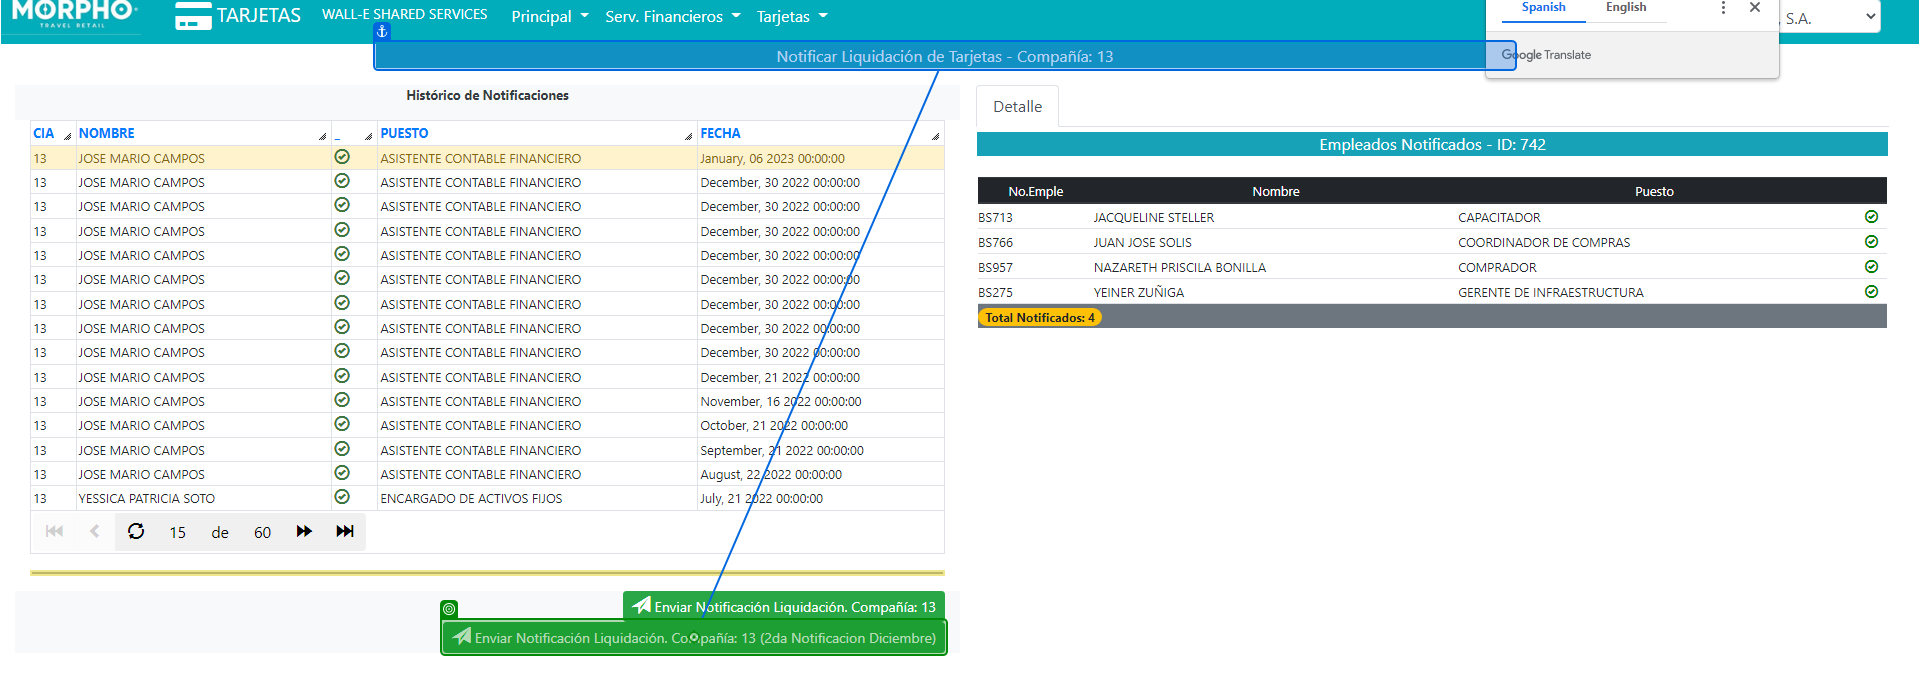 MORPHO
TRAVEL RETAIL
TARJETAS
WALL-E SHARED SERVICES
Principal
Serv. Financieros
Tarjetas
Spanish
English
, S.A.
Google Translate
Notificar Liquidación de Tarjetas - Compañía: 13
Histórico de Notificaciones
CIA NOMBRE _ PUESTO FECHA
13 JOSE MARIO CAMPOS ASISTENTE CONTABLE FINANCIERO January, 06 2023 00:00:00
13 JOSE MARIO CAMPOS ASISTENTE CONTABLE FINANCIERO December, 30 2022 00:00:00
13 JOSE MARIO CAMPOS ASISTENTE CONTABLE FINANCIERO December, 30 2022 00:00:00
13 JOSE MARIO CAMPOS ASISTENTE CONTABLE FINANCIERO December, 30 2022 00:00:00
13 JOSE MARIO CAMPOS ASISTENTE CONTABLE FINANCIERO December, 30 2022 00:00:00
13 JOSE MARIO CAMPOS ASISTENTE CONTABLE FINANCIERO December, 30 2022 00:00:00
13 JOSE MARIO CAMPOS ASISTENTE CONTABLE FINANCIERO December, 30 2022 00:00:00
13 JOSE MARIO CAMPOS ASISTENTE CONTABLE FINANCIERO December, 30 2022 00:00:00
13 JOSE MARIO CAMPOS ASISTENTE CONTABLE FINANCIERO December, 30 2022 00:00:00
13 JOSE MARIO CAMPOS ASISTENTE CONTABLE FINANCIERO December, 21 2022 00:00:00
13 JOSE MARIO CAMPOS ASISTENTE CONTABLE FINANCIERO November, 16 2022 00:00:00
13 JOSE MARIO CAMPOS ASISTENTE CONTABLE FINANCIERO October, 21 2022 00:00:00
13 JOSE MARIO CAMPOS ASISTENTE CONTABLE FINANCIERO September, 21 2022 00:00:00
13 JOSE MARIO CAMPOS ASISTENTE CONTABLE FINANCIERO August, 22 2022 00:00:00
13 YESSICA PATRICIA SOTO ENCARGADO DE ACTIVOS FIJOS July, 21 2022 00:00:00
15 de 60
Enviar Notificación Liquidación. Compañía: 13
Enviar Notificación Liquidación. Compañía: 13 (2da Notificacion Diciembre)
Detalle
Empleados Notificados - ID: 742
No.Emple Nombre Puesto
BS713 JACQUELINE STELLER CAPACITADOR
BS766 JUAN JOSE SOLIS COORDINADOR DE COMPRAS
BS957 NAZARETH PRISCILA BONILLA COMPRADOR
BS275 YEINER ZUÑIGA GERENTE DE INFRAESTRUCTURA
Total Notificados: 4